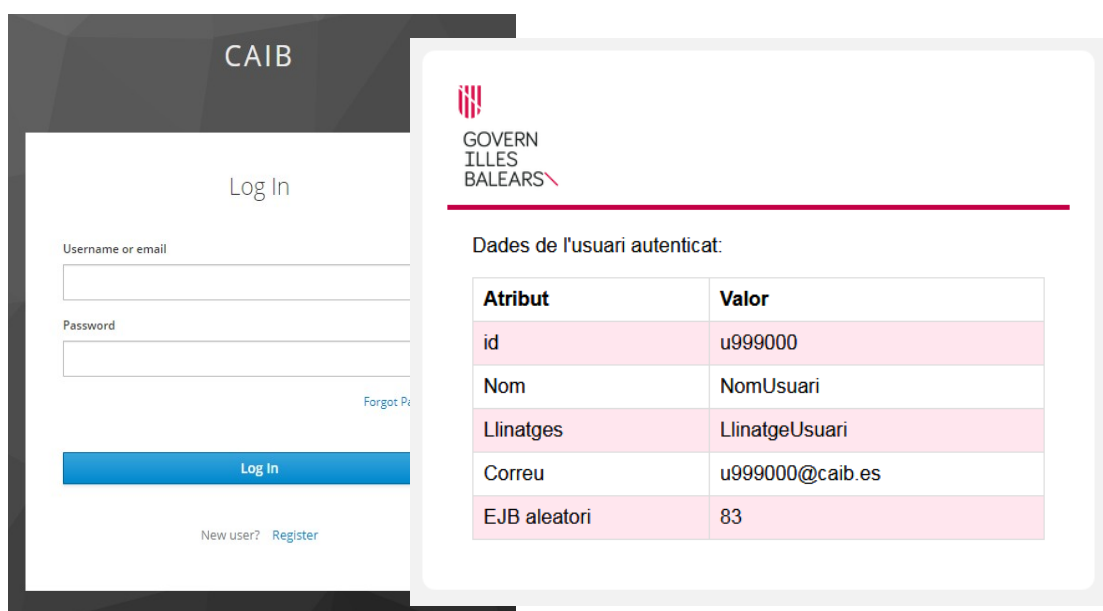 CAIB
Log In
Username or email
Password
Forgot
Log In
New user? Register
GOVERN
ILLES
BALEARS
Dades de l'usuari autenticat:
Atribut Valor
id u999000
Nom NomUsuari
Llinatges LlinatgeUsuari
Correu u999000@caib.es
EJB aleatori 83